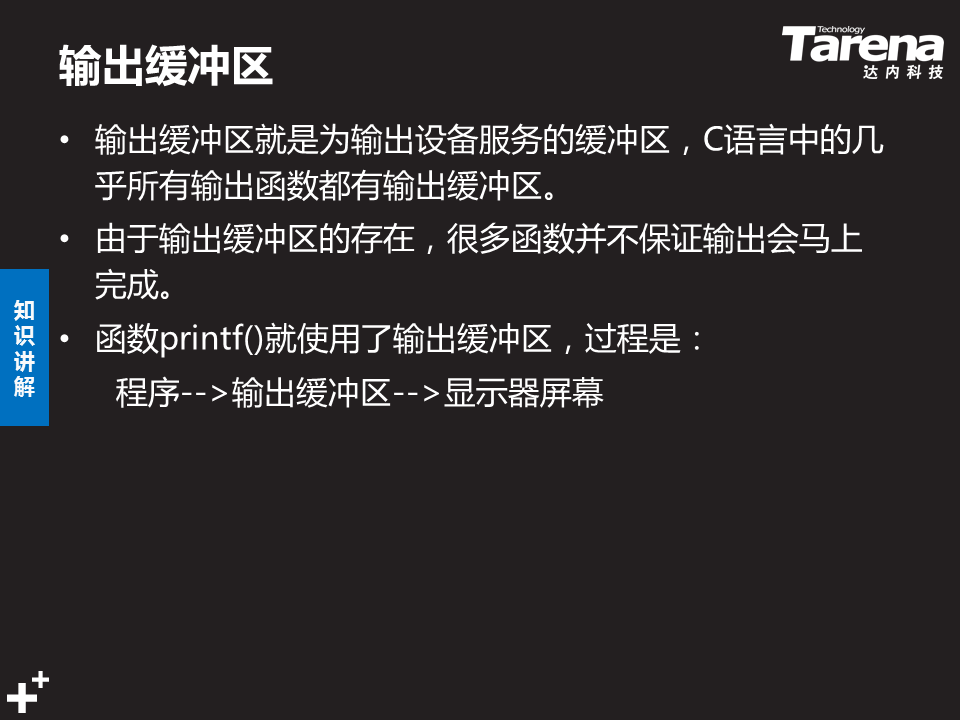 输出缓冲区
Technology
Tarena
达内科技
• 输出缓冲区就是为输出设备服务的缓冲区，C语言中的几
乎所有输出函数都有输出缓冲区。
• 由于输出缓冲区的存在，很多函数并不保证输出会马上
完成。
• 函数printf()就使用了输出缓冲区，过程是：
程序-->输出缓冲区-->显示器屏幕
知
识
讲
解